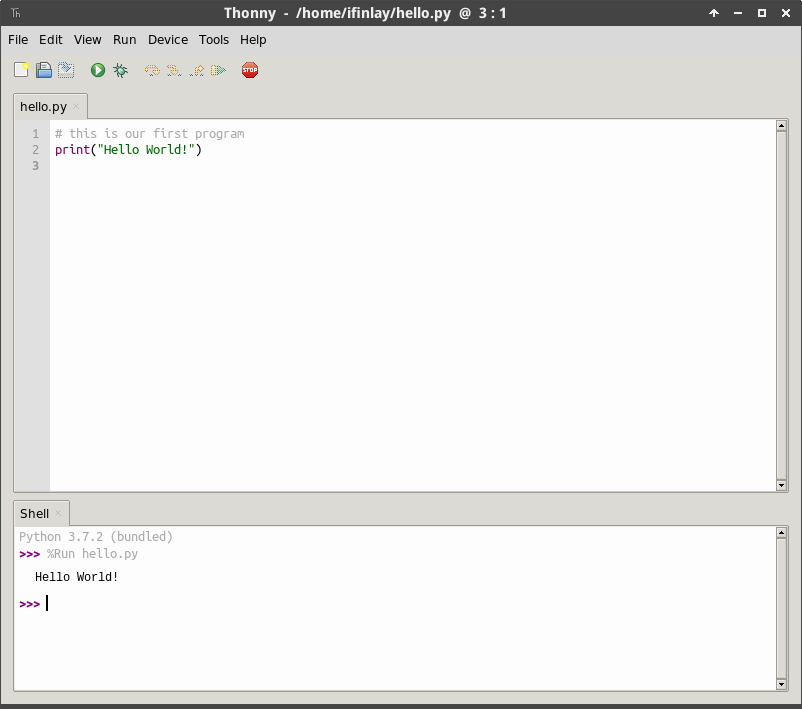 Th Thonny - /home/ifinlay/hello.py @ 3 : 1
File Edit View Run Device Tools Help
STOP
hello.py ×
1 # this is our first program
2 print("Hello World!")
3
Shell ×
Python 3.7.2 (bundled)
>>> %Run hello.py
Hello World!
>>>